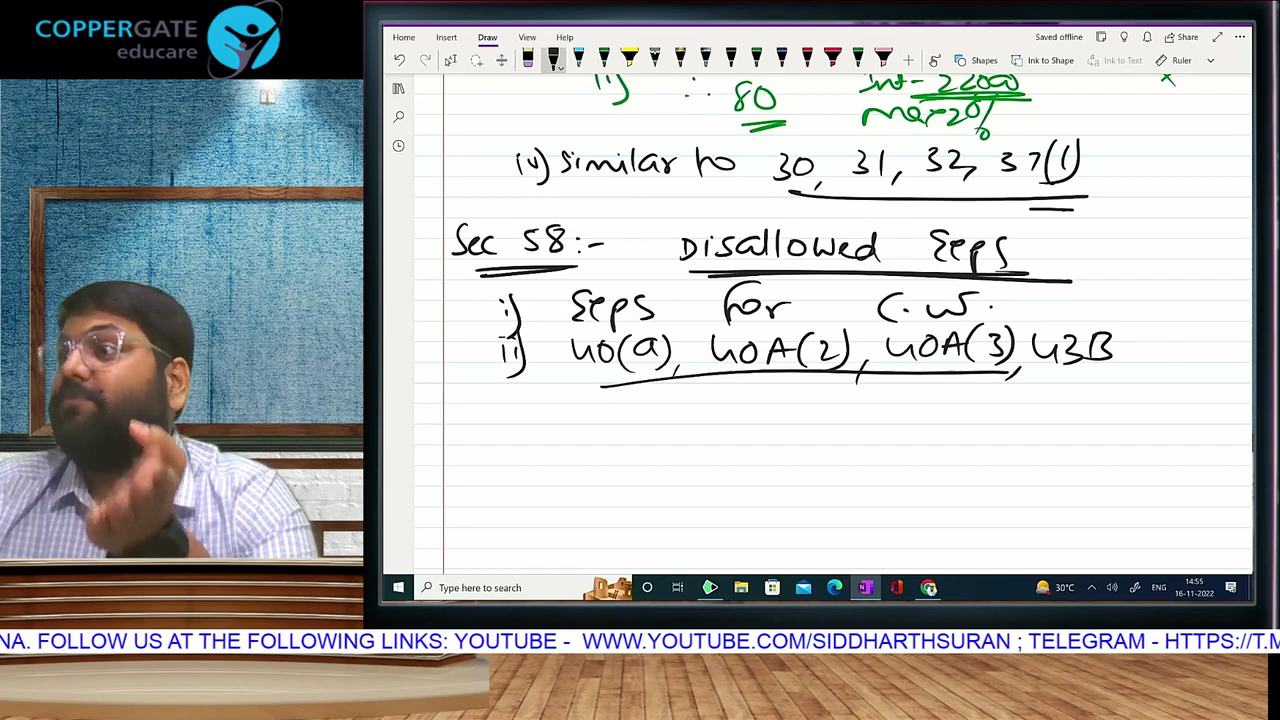 COPPERGATE
educare
Home Insert Draw View Help
Saved offline
Share
Shapes
Ink to Shape
Ink to Text
Ruler
ii) 80 int - 22000
max 20%
iv) similar to 30, 31, 32, 37(1)
Sec 58:- Disallowed Exps
i) Exps for C.W.
ii) 40(a), 40A(2), 40A(3), 43B
Type here to search
30°C
ENG
14:55
16-11-2022
NA. FOLLOW US AT THE FOLLOWING LINKS: YOUTUBE - WWW.YOUTUBE.COM/SIDDHARTHSURAN ; TELEGRAM - HTTPS://T.M